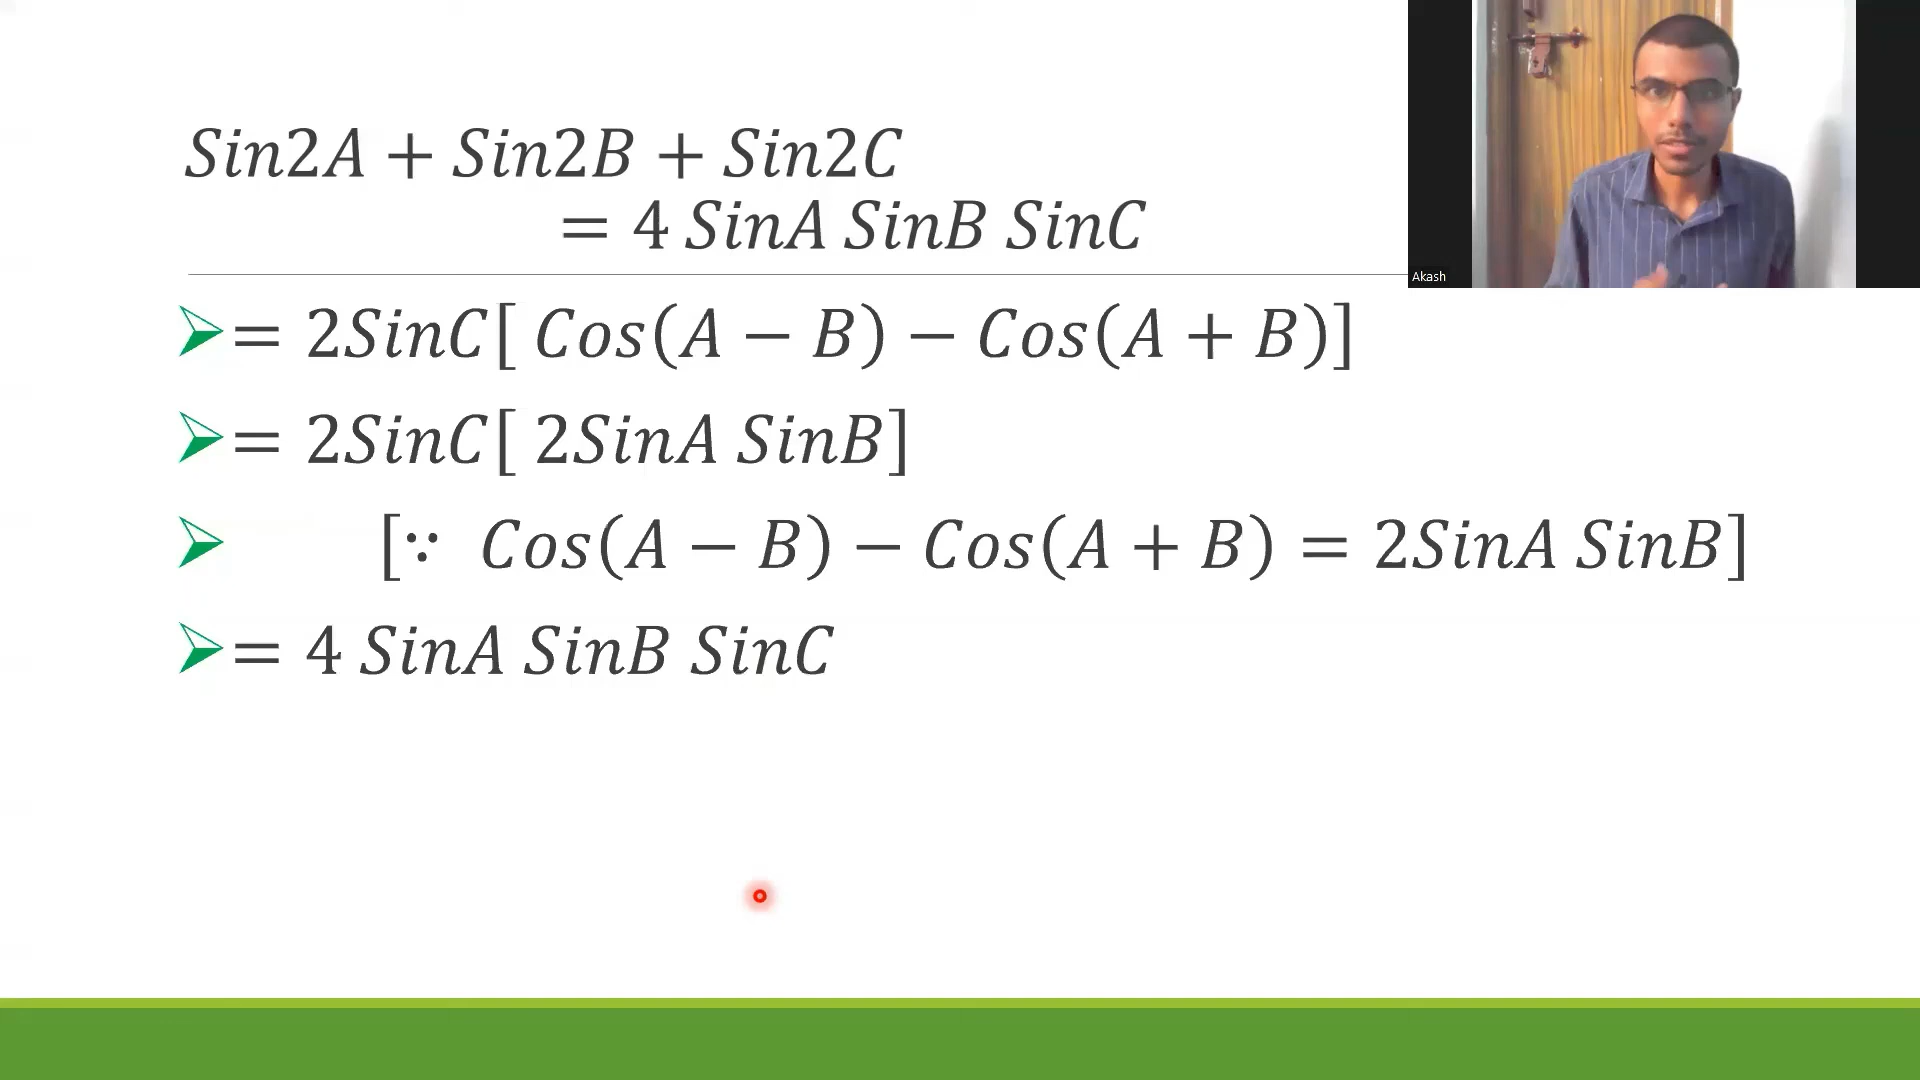 Sin2A + Sin2B + Sin2C
= 4 SinA SinB SinC
= 2SinC[ Cos(A − B) − Cos(A + B)]
= 2SinC[ 2SinA SinB]
[∵ Cos(A − B) − Cos(A + B) = 2SinA SinB]
= 4 SinA SinB SinC
Akash